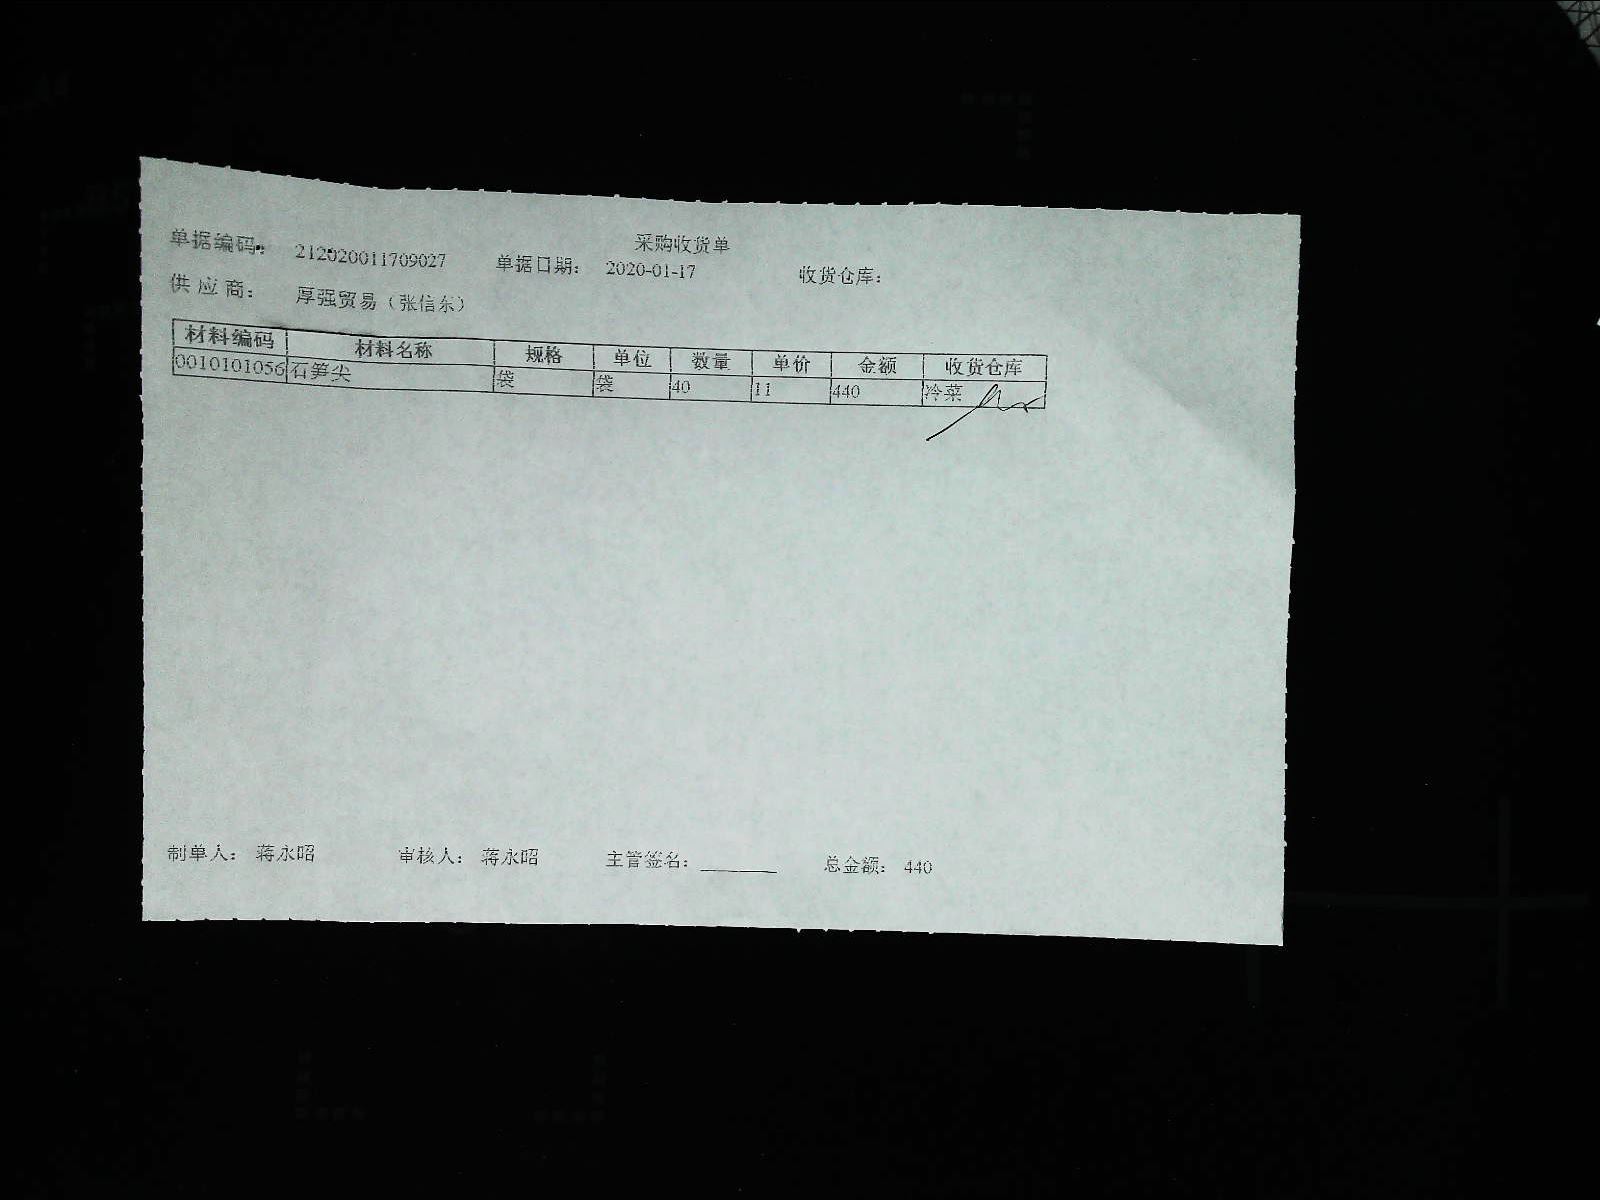 采购收货单
单据编码: 212020011709027 单据日期: 2020-01-17 收货仓库:
供应商: 厚强贸易（张信东）
材料编码 材料名称 规格 单位 数量 单价 金额 收货仓库
0010101056 石笋尖 袋 袋 40 11 440 冷菜
制单人: 蒋永昭 审核人: 蒋永昭 主管签名: 总金额: 440